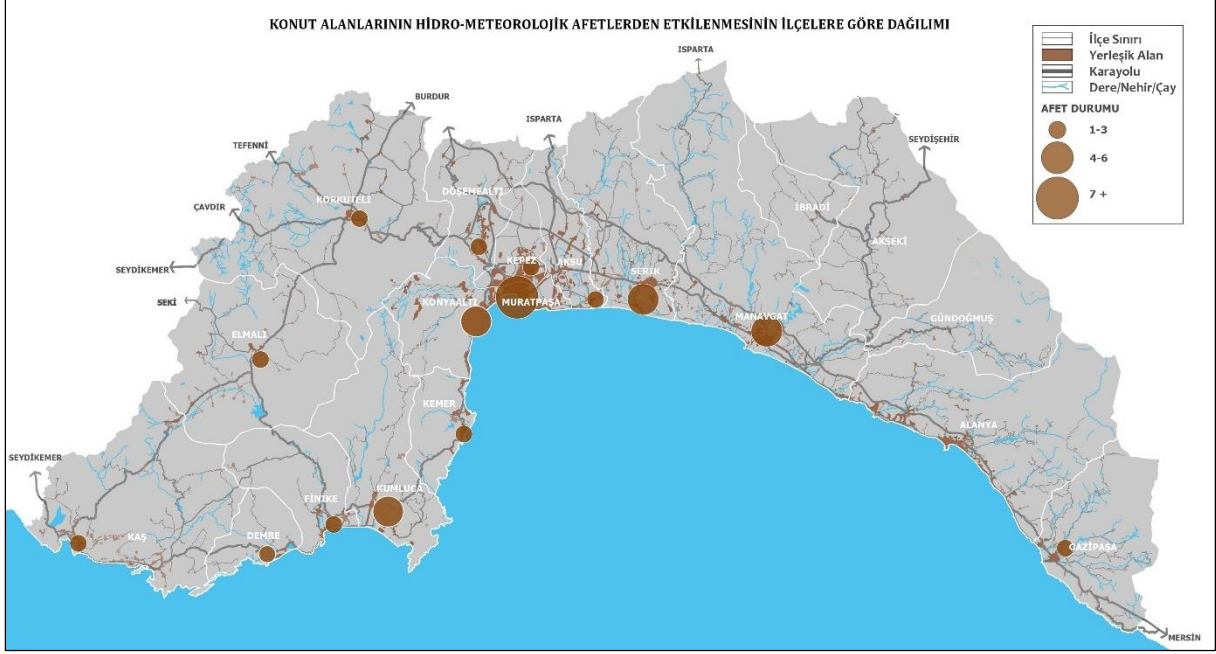 KONUT ALANLARININ HİDRO-METEOROLOJİK AFETLERDEN ETKİLENMESİNİN İLÇELERE GÖRE DAĞILIMI
İlçe Sınırı
Yerleşik Alan
Karayolu
Dere/Nehir/Çay
AFET DURUMU
1-3
4-6
7 +
ISPARTA
BURDUR
ISPARTA
TEFENNİ
SEYDİŞEHİR
DÖŞEMEALTI
KORKUTELİ
ÇAVDIR
İBRADİ
AKSEKİ
KEPEZ
AKSU
SEYDİKEMER
SERİK
SEKİ
KONYAALTI
MURATPAŞA
MANAVGAT
GÜNDOĞMUŞ
ELMALI
KEMER
ALANYA
SEYDİKEMER
KUMLUCA
FİNİKE
KAŞ
DEMRE
GAZİPAŞA
MERSİN